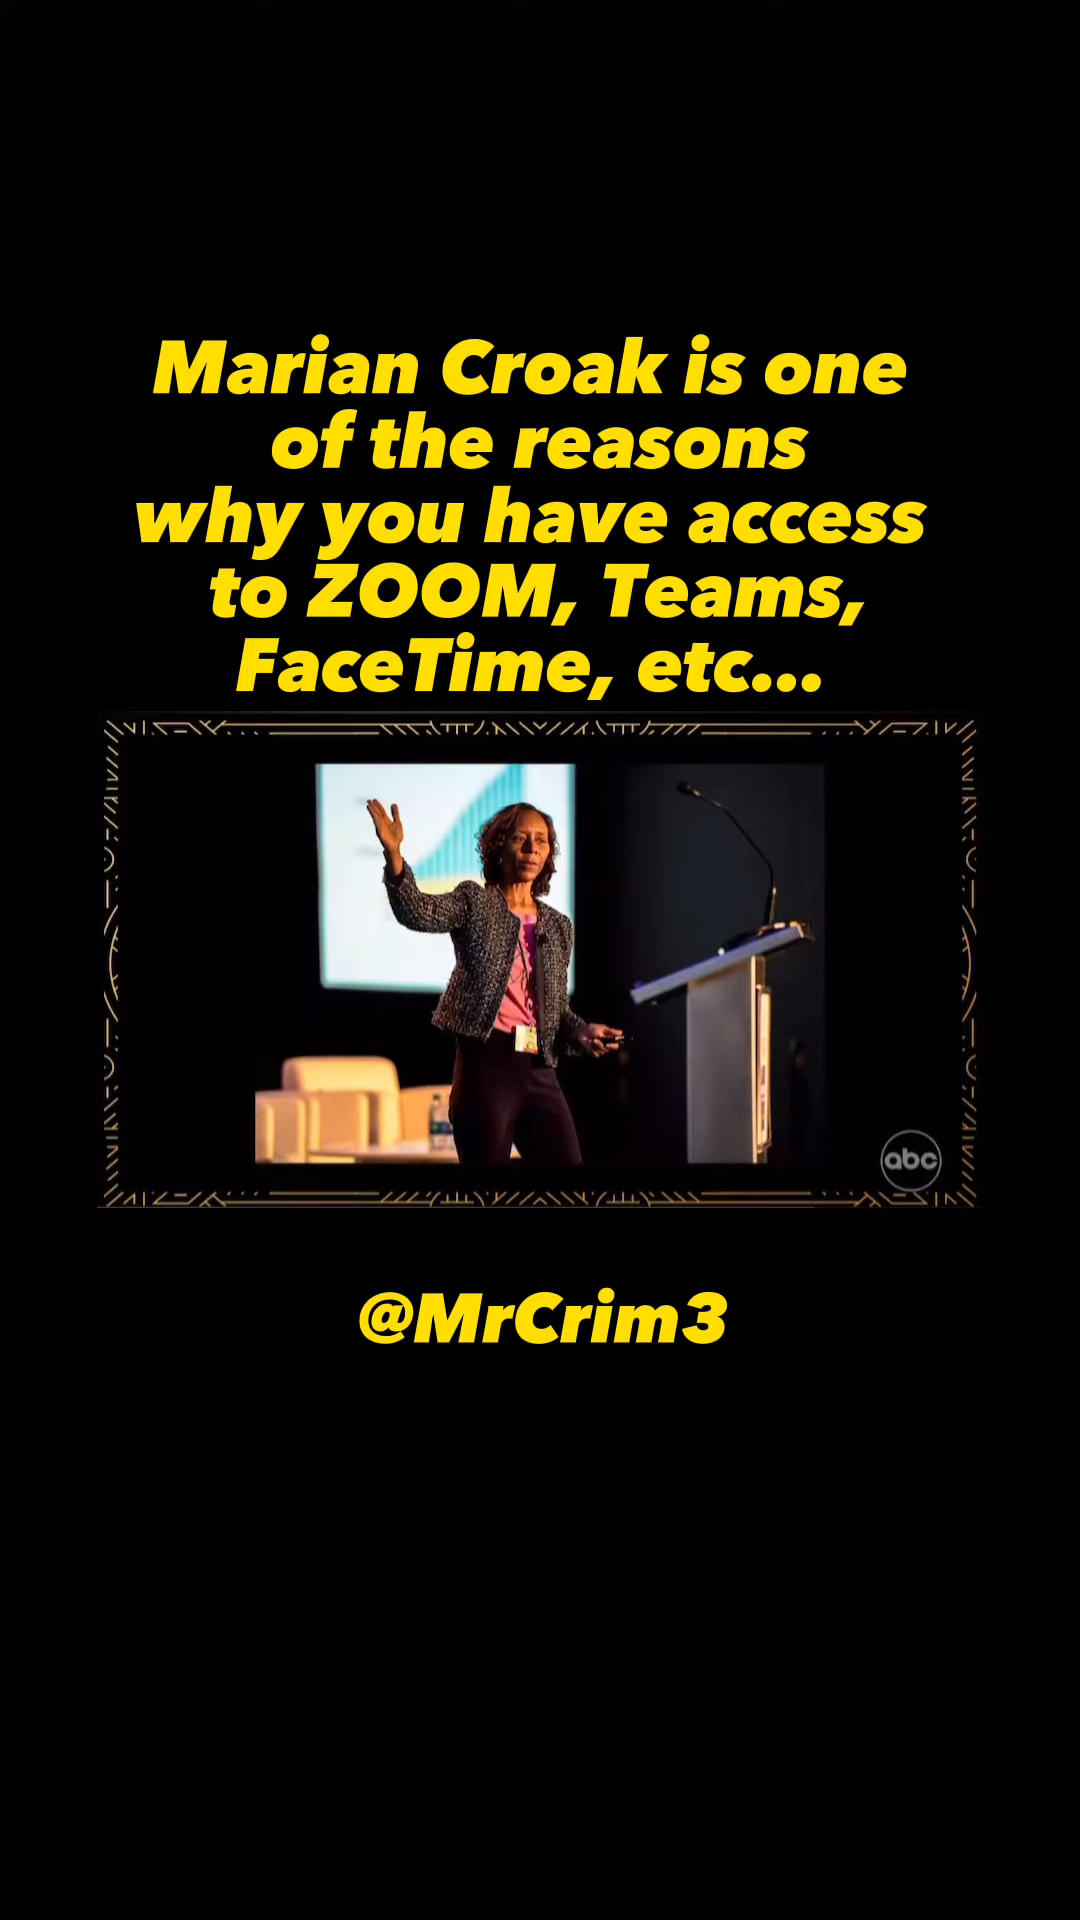 Marian Croak is one
of the reasons
why you have access
to ZOOM, Teams,
FaceTime, etc...
abc
@MrCrim3